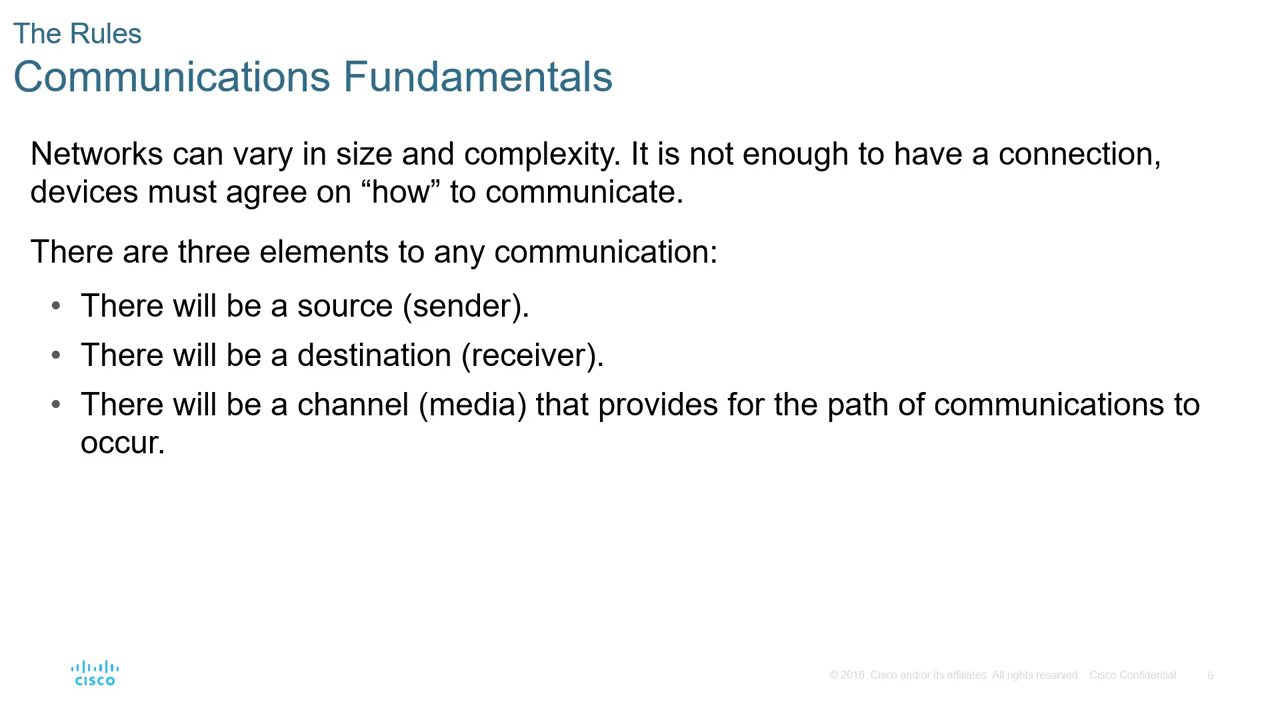 The Rules
Communications Fundamentals
Networks can vary in size and complexity. It is not enough to have a connection,
devices must agree on “how” to communicate.
There are three elements to any communication:
• There will be a source (sender).
• There will be a destination (receiver).
• There will be a channel (media) that provides for the path of communications to
occur.
CISCO
© 2016 Cisco and/or its affiliates. All rights reserved. Cisco Confidential 6